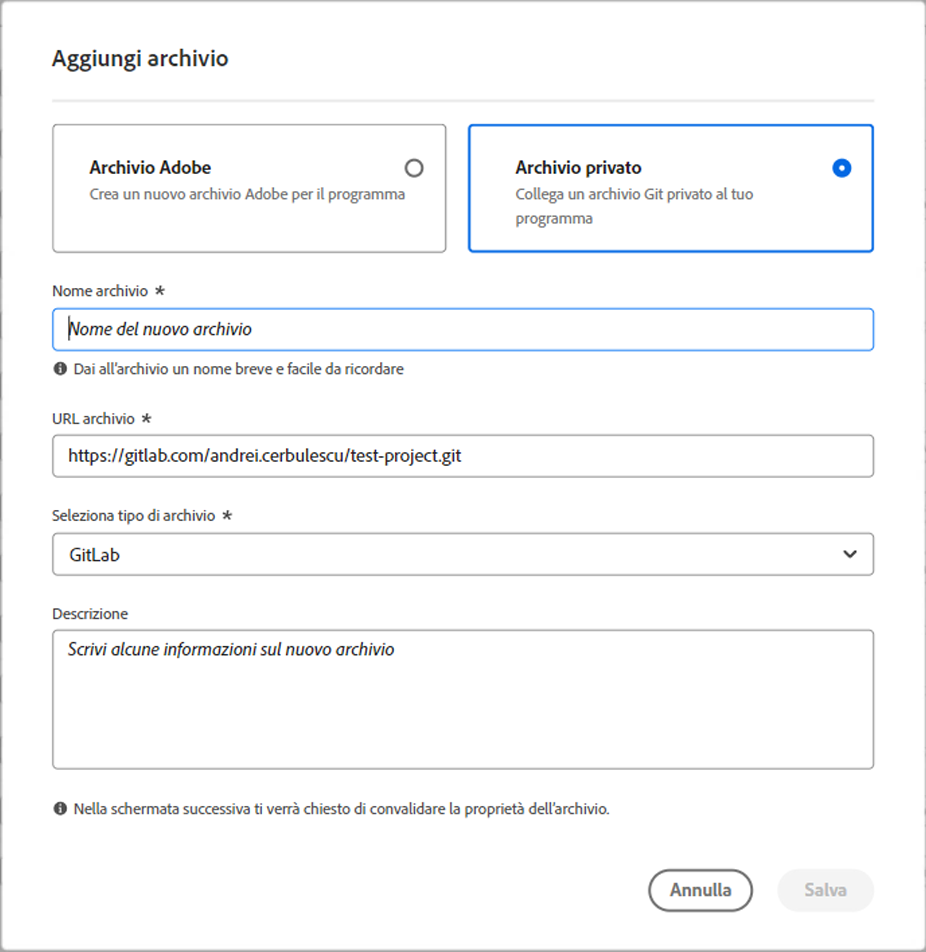 Aggiungi archivio
Archivio Adobe
Crea un nuovo archivio Adobe per il programma
Archivio privato
Collega un archivio Git privato al tuo
programma
Nome archivio *
Nome del nuovo archivio
Dai all'archivio un nome breve e facile da ricordare
URL archivio *
https://gitlab.com/andrei.cerbulescu/test-project.git
Seleziona tipo di archivio *
GitLab
Descrizione
Scrivi alcune informazioni sul nuovo archivio
Nella schermata successiva ti verrà chiesto di convalidare la proprietà dell'archivio.
Annulla
Salva